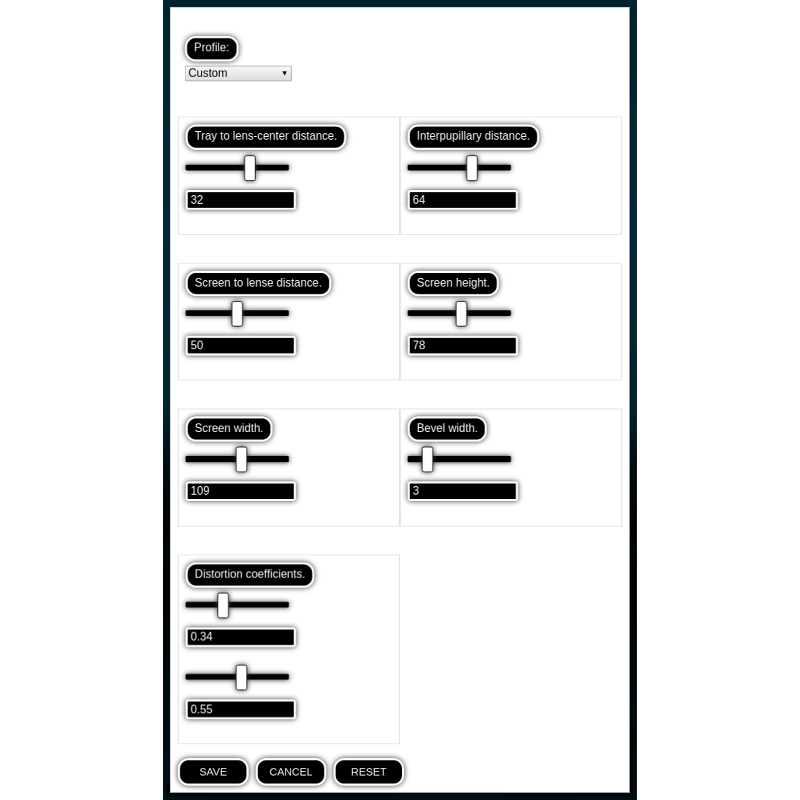 Profile:
Custom
Tray to lens-center distance.
Interpupillary distance.
32
64
Screen to lense distance.
Screen height.
50
78
Screen width.
Bevel width.
109
3
Distortion coefficients.
0.34
0.55
SAVE
CANCEL
RESET